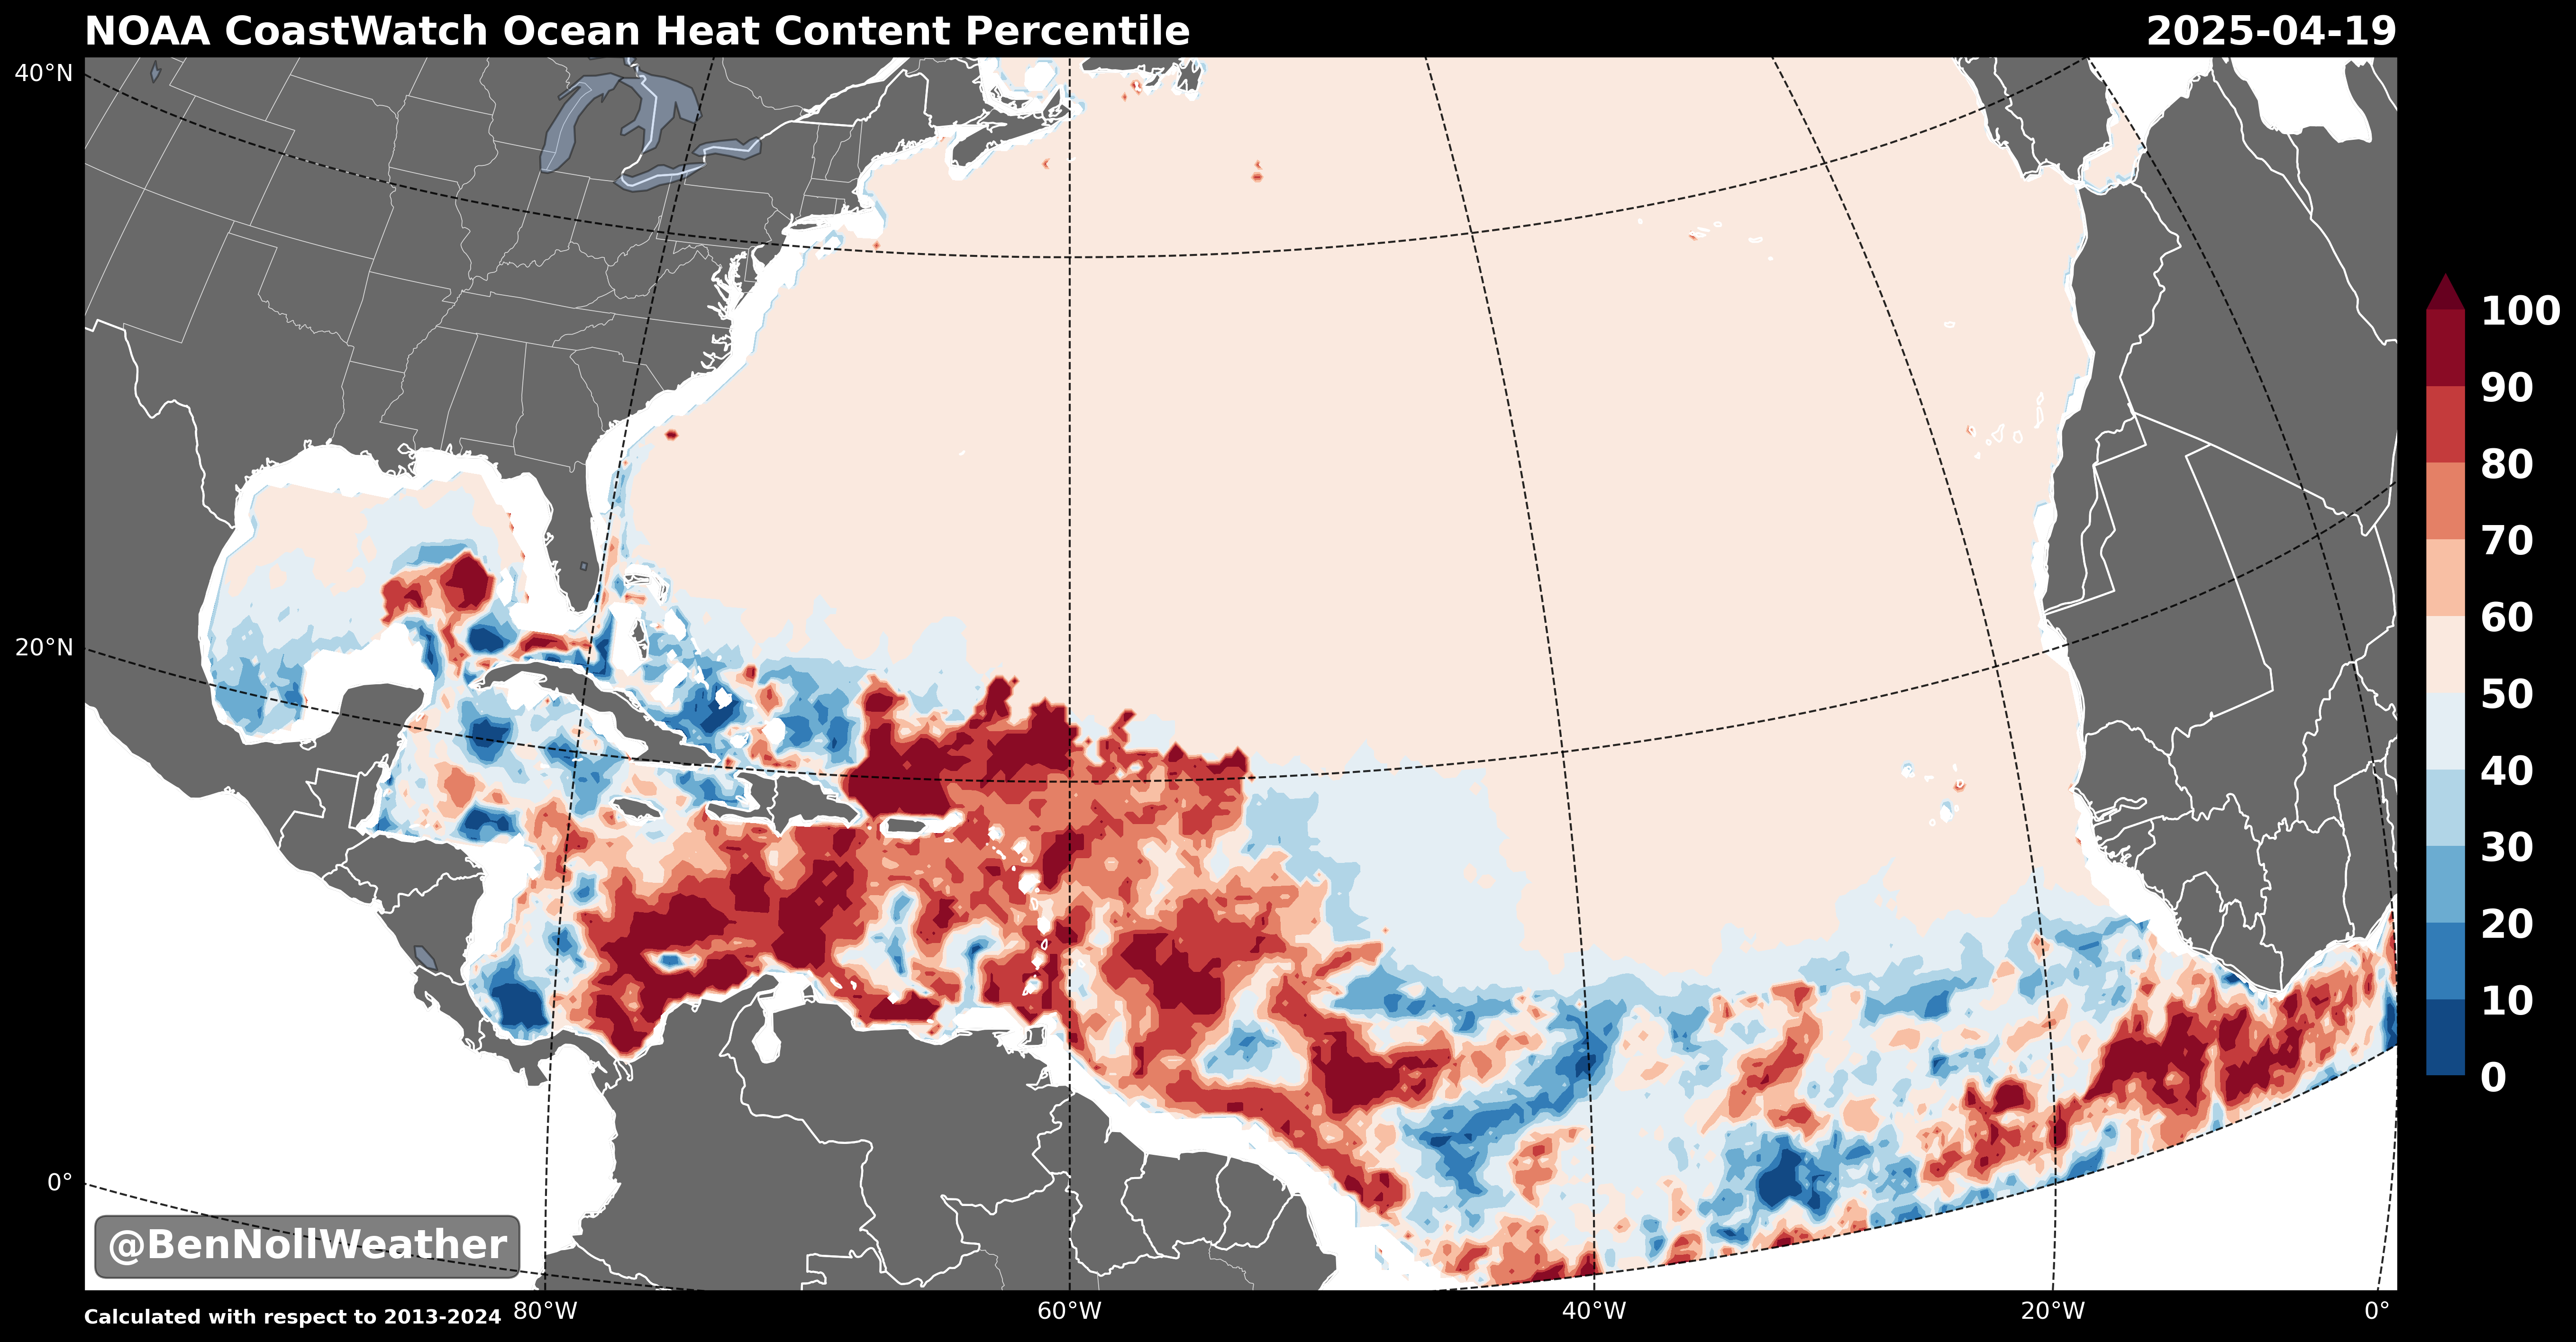 NOAA CoastWatch Ocean Heat Content Percentile
2025-04-19
40°N
20°N
0°
100
90
80
70
60
50
40
30
20
10
0
@BenNollWeather
Calculated with respect to 2013-2024
80°W
60°W
40°W
20°W
0°